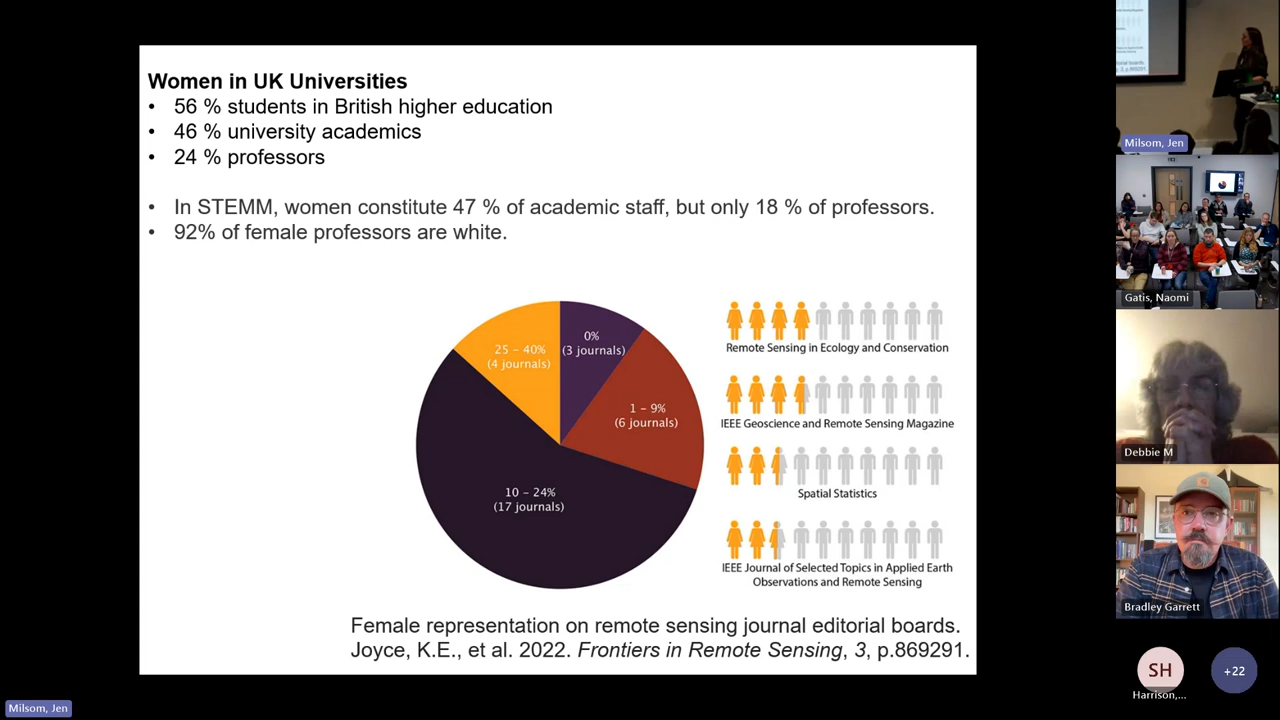 Women in UK Universities
• 56 % students in British higher education
• 46 % university academics
• 24 % professors
• In STEMM, women constitute 47 % of academic staff, but only 18 % of professors.
• 92% of female professors are white.
0%
(3 journals)
25 – 40%
(4 journals)
1 – 9%
(6 journals)
10 – 24%
(17 journals)
Remote Sensing in Ecology and Conservation
IEEE Geoscience and Remote Sensing Magazine
Spatial Statistics
IEEE Journal of Selected Topics in Applied Earth
Observations and Remote Sensing
Female representation on remote sensing journal editorial boards.
Joyce, K.E., et al. 2022. Frontiers in Remote Sensing, 3, p.869291.
Milsom, Jen
Gatis, Naomi
Debbie M
Bradley Garrett
SH
Harrison,...
+22
Milsom, Jen